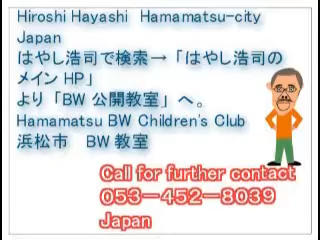 Hiroshi Hayashi Hamamatsu-city
Japan
はやし浩司で検索→「はやし浩司の
メイン HP」
より「BW 公開教室」へ。
Hamamatsu BW Children's Club
浜松市　BW 教室
Call for further contact
053－452－8039
Japan